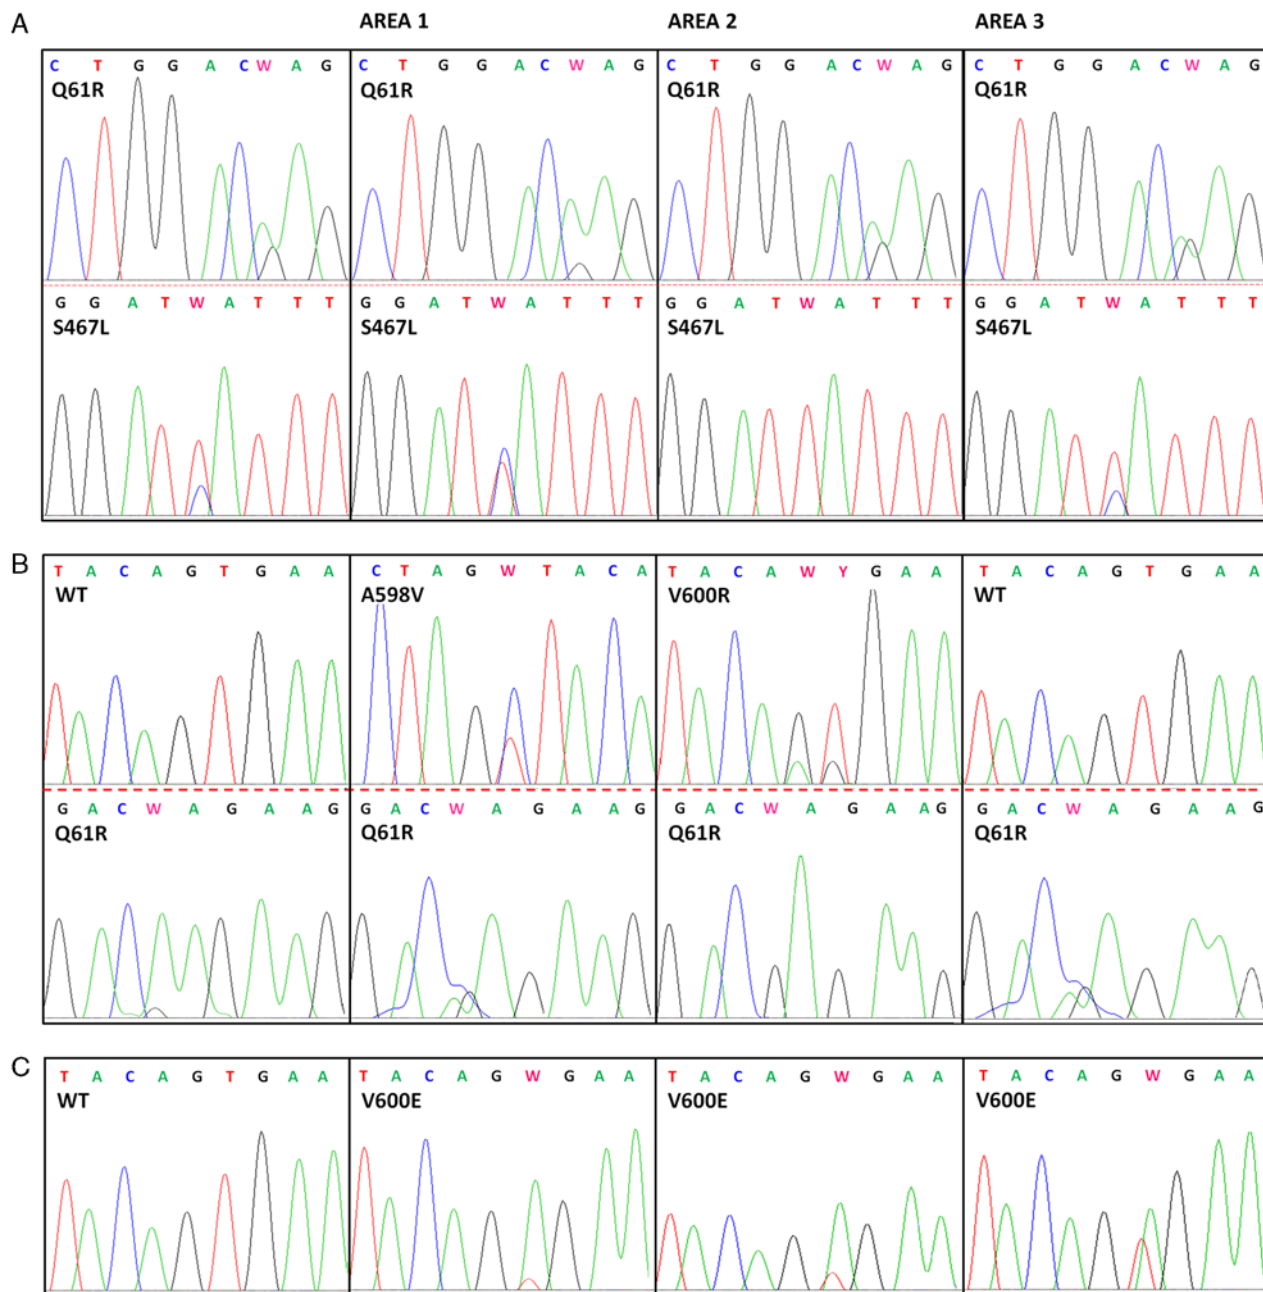 A AREA 1 AREA 2 AREA 3
C T G G A C W A G C T G G A C W A G C T G G A C W A G C T G G A C W A G
Q61R Q61R Q61R Q61R
G G A T W A T T T G G A T W A T T T G G A T W A T T T G G A T W A T T T
S467L S467L S467L S467L
B T A C A G T G A A C T A G W T A C A T A C A W Y G A A T A C A G T G A A
WT A598V V600R WT
G A C W A G A A G G A C W A G A A G G A C W A G A A G G A C W A G A A G
Q61R Q61R Q61R Q61R
C T A C A G T G A A T A C A G W G A A T A C A G W G A A T A C A G W G A A
WT V600E V600E V600E